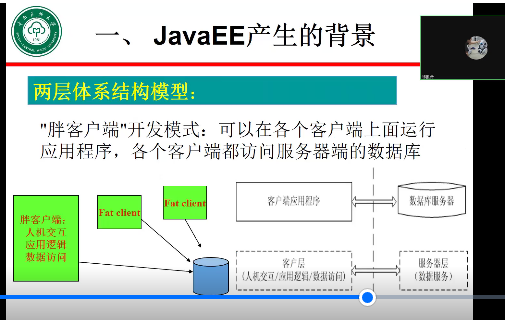 一、 JavaEE产生的背景
两层体系结构模型：
"胖客户端"开发模式：可以在各个客户端上面运行
应用程序，各个客户端都访问服务器端的数据库
胖客户端：
人机交互
应用逻辑
数据访问
Fat client
Fat client
客户端应用程序
数据库服务器
客户层
（人机交互/应用逻辑/数据访问）
服务器层
（数据服务）